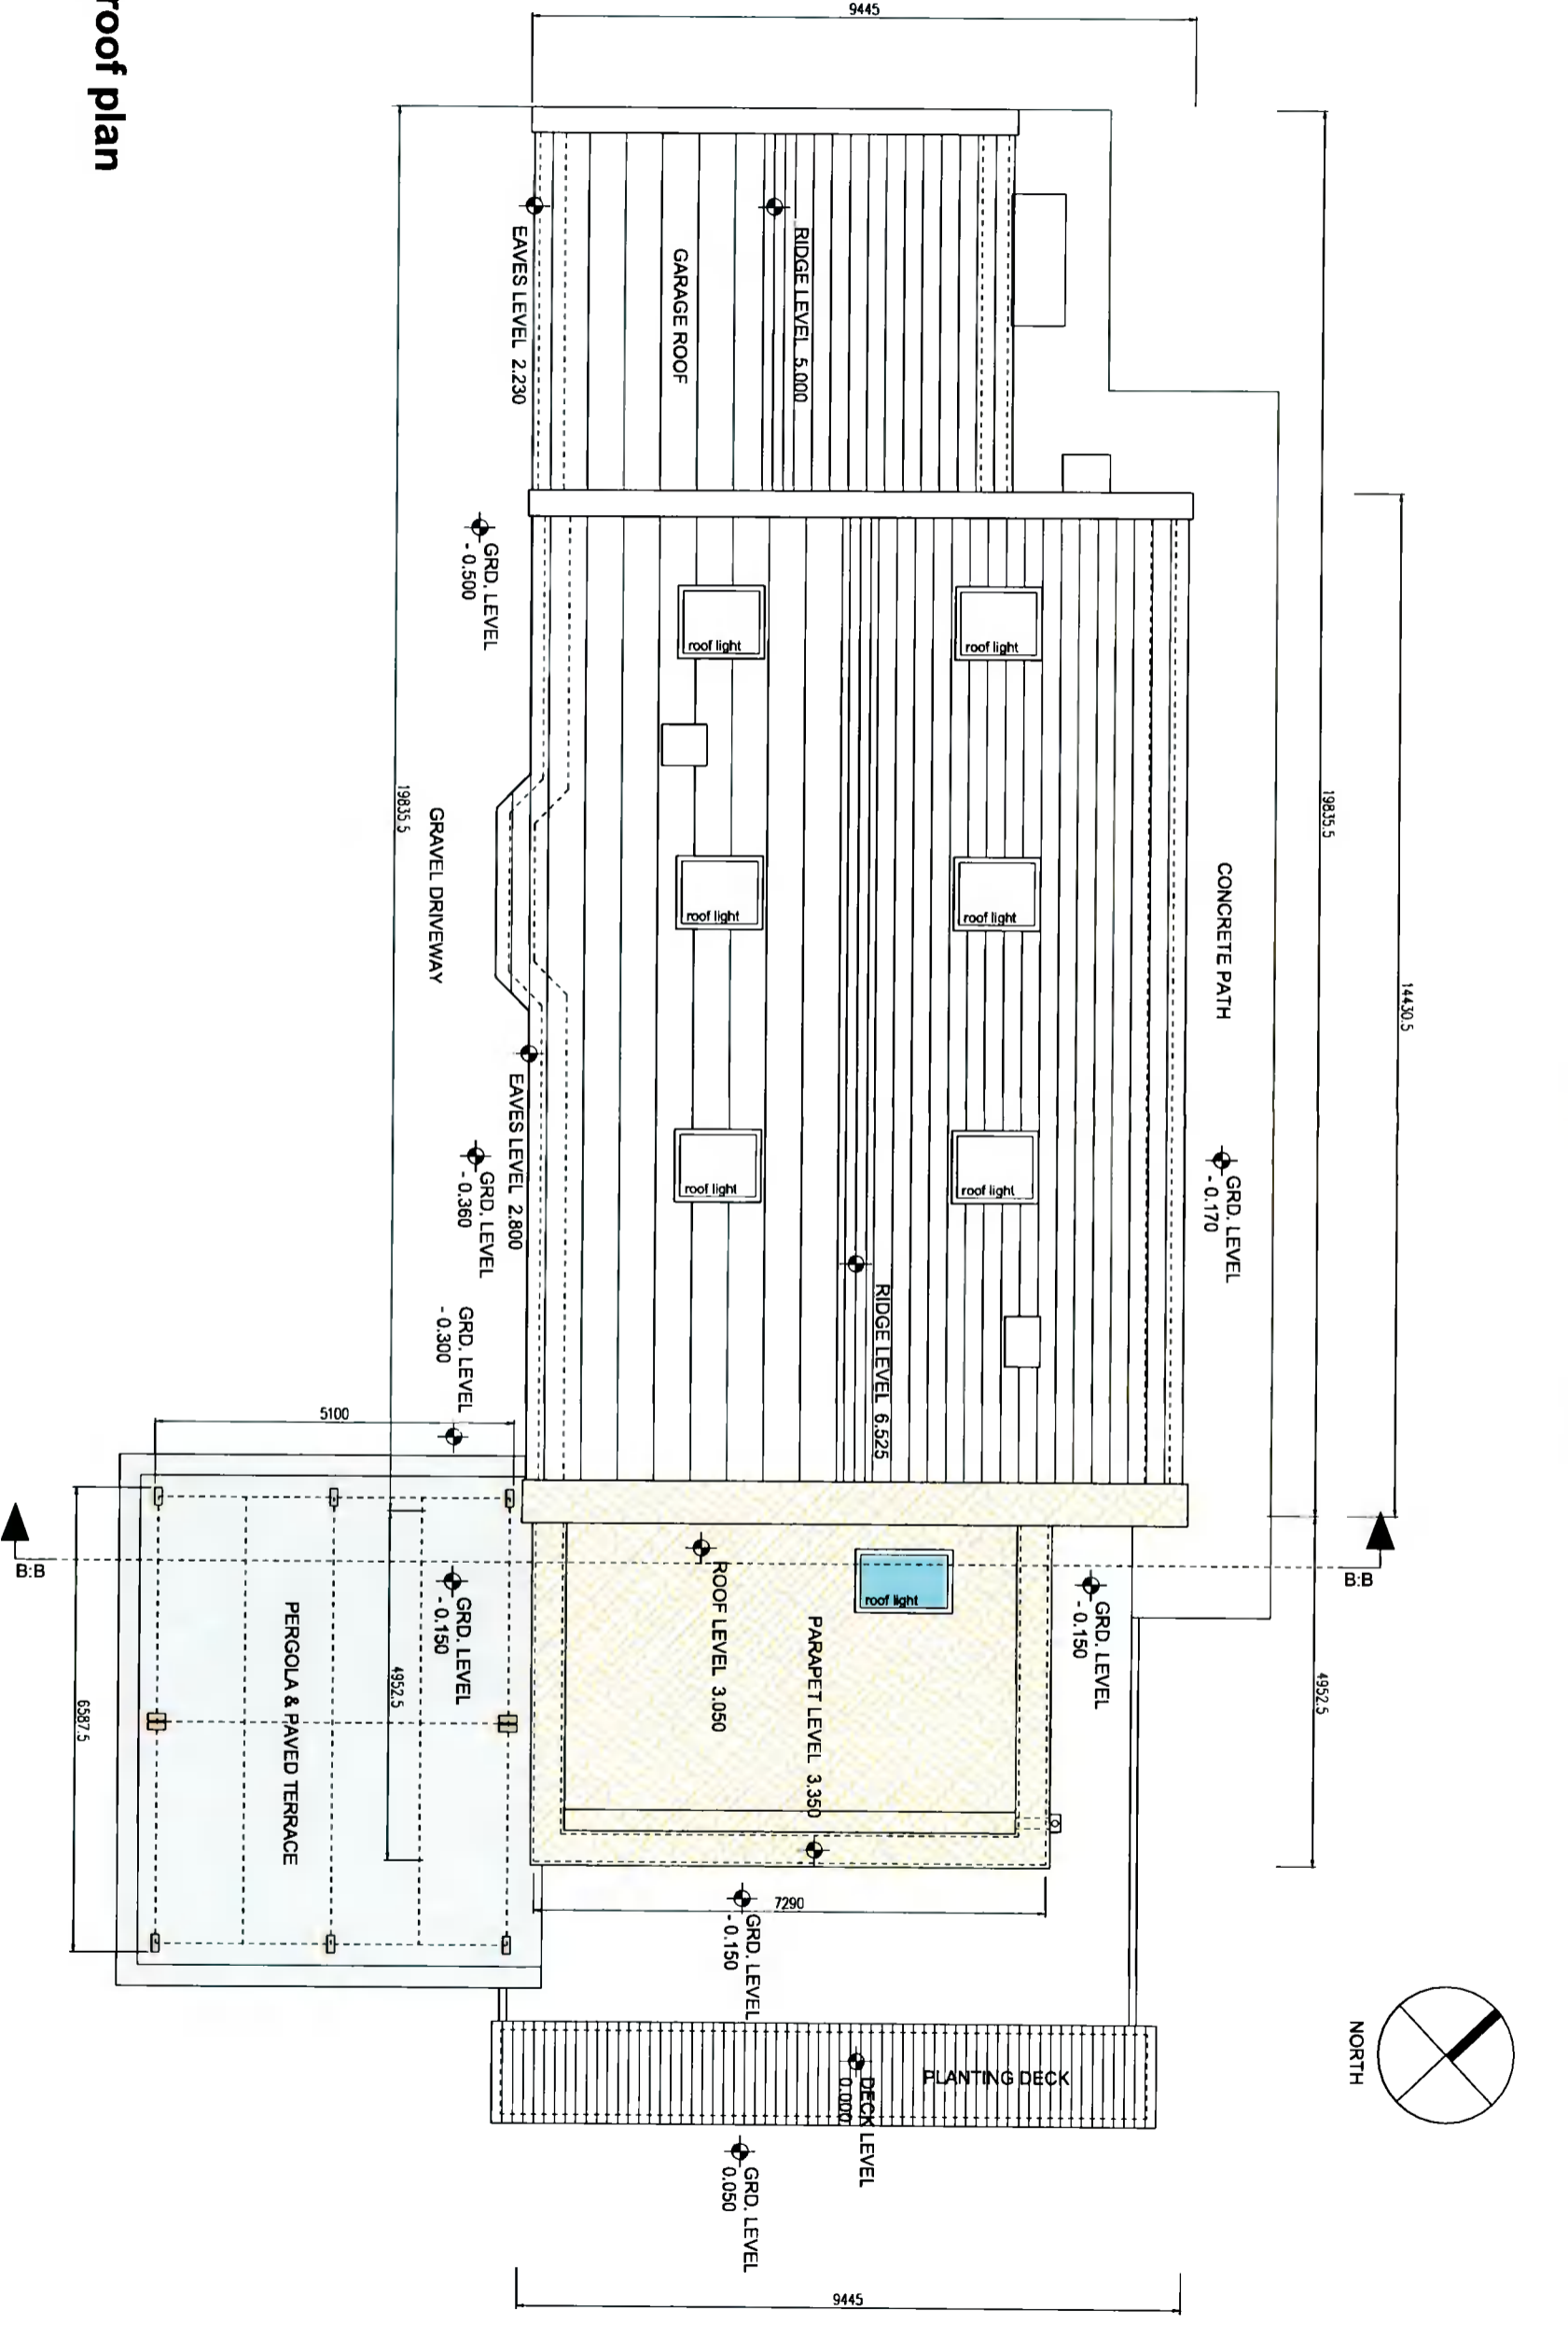 roof plan
9445
19835.5
14430.5
RIDGE LEVEL 5.000
GARAGE ROOF
EAVES LEVEL 2.230
GRD. LEVEL
- 0.500
roof light
roof light
CONCRETE PATH
19835.5
GRAVEL DRIVEWAY
roof light
roof light
EAVES LEVEL 2.800
GRD. LEVEL
- 0.360
roof light
roof light
GRD. LEVEL
- 0.170
GRD. LEVEL
- 0.300
RIDGE LEVEL 6.525
5100
B:B
B:B
roof light
ROOF LEVEL 3.050
PARAPET LEVEL 3.350
GRD. LEVEL
- 0.150
GRD. LEVEL
- 0.150
PERGOLA & PAVED TERRACE
4952.5
4952.5
6587.5
7290
GRD. LEVEL
- 0.150
PLANTING DECK
DECK LEVEL
0.000
NORTH
GRD. LEVEL
0.050
9445